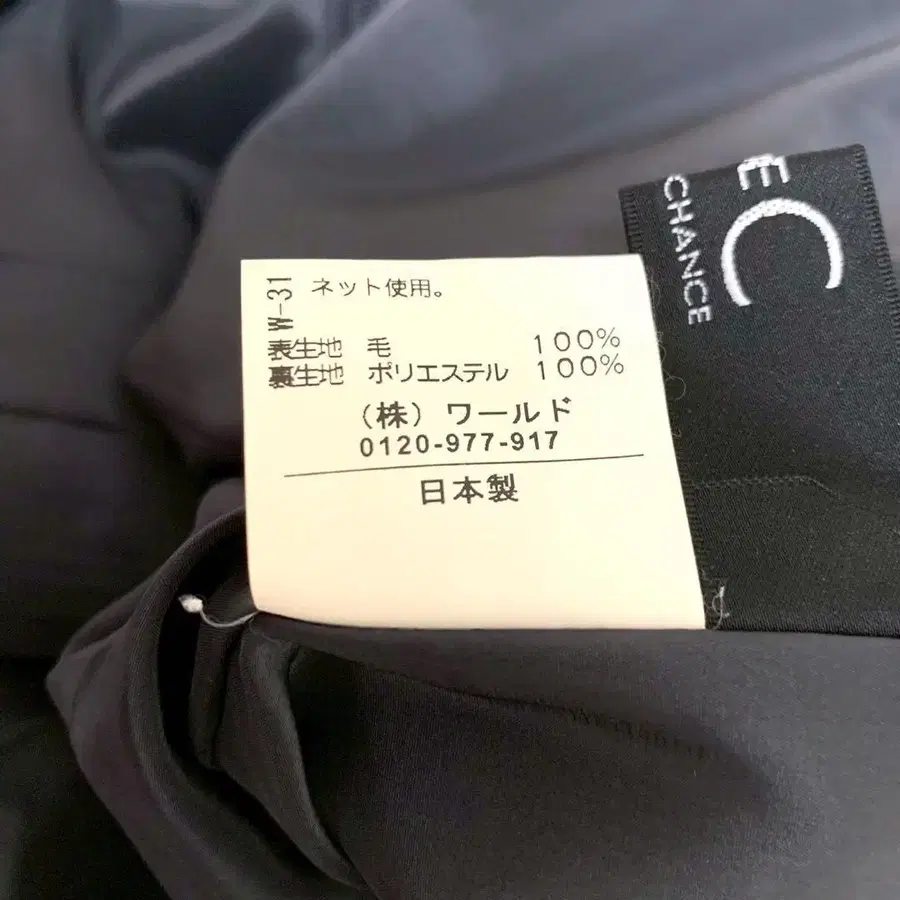 W-31
ネット使用。
表生地 毛 100%
裏生地 ポリエステル 100%
(株)ワールド
0120-977-917
日本製
EC
CHANCE